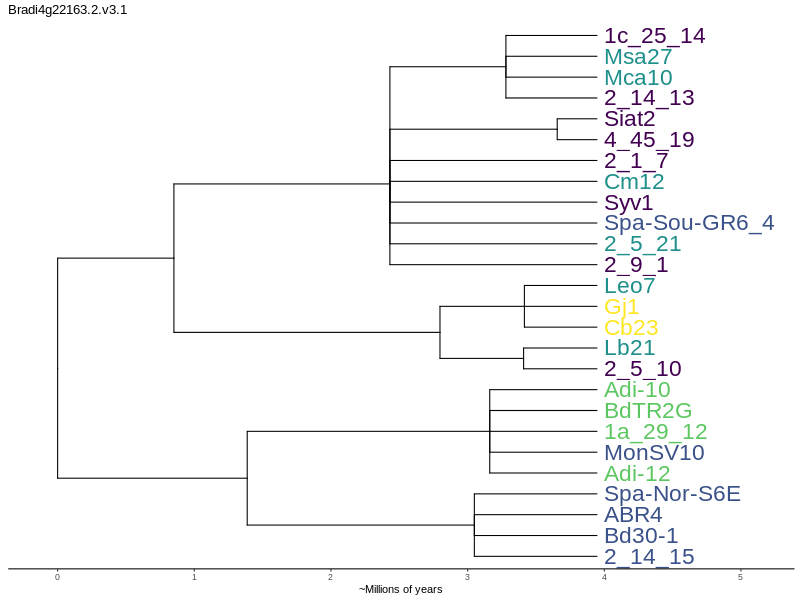 Bradi4g22163.2.v3.1
1c_25_14
Msa27
Mca10
2_14_13
Siat2
4_45_19
2_1_7
Cm12
Syv1
Spa-Sou-GR6_4
2_5_21
2_9_1
Leo7
Gj1
Cb23
Lb21
2_5_10
Adi-10
BdTR2G
1a_29_12
MonSV10
Adi-12
Spa-Nor-S6E
ABR4
Bd30-1
2_14_15
0 1 2 3 4 5
~Millions of years